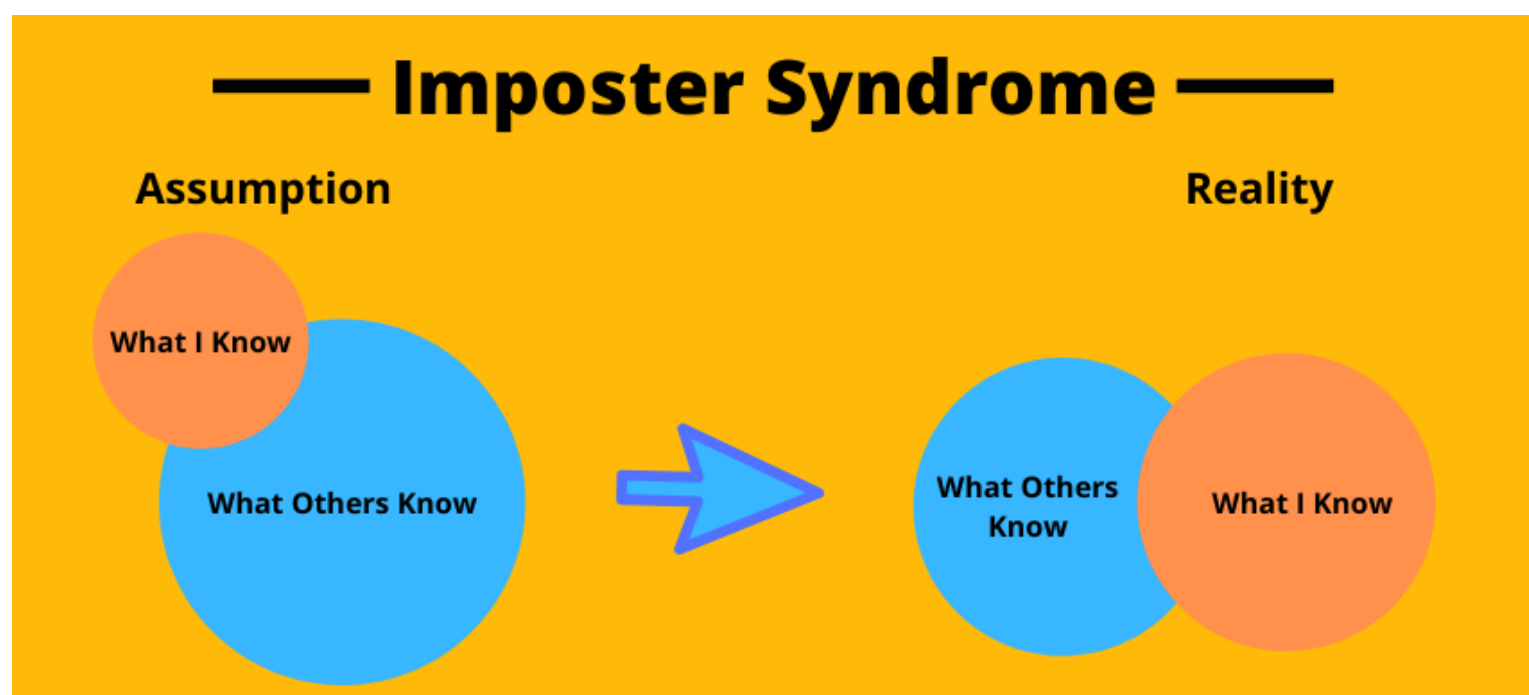 Imposter Syndrome
Assumption
What I Know
What Others Know
Reality
What Others
Know
What I Know